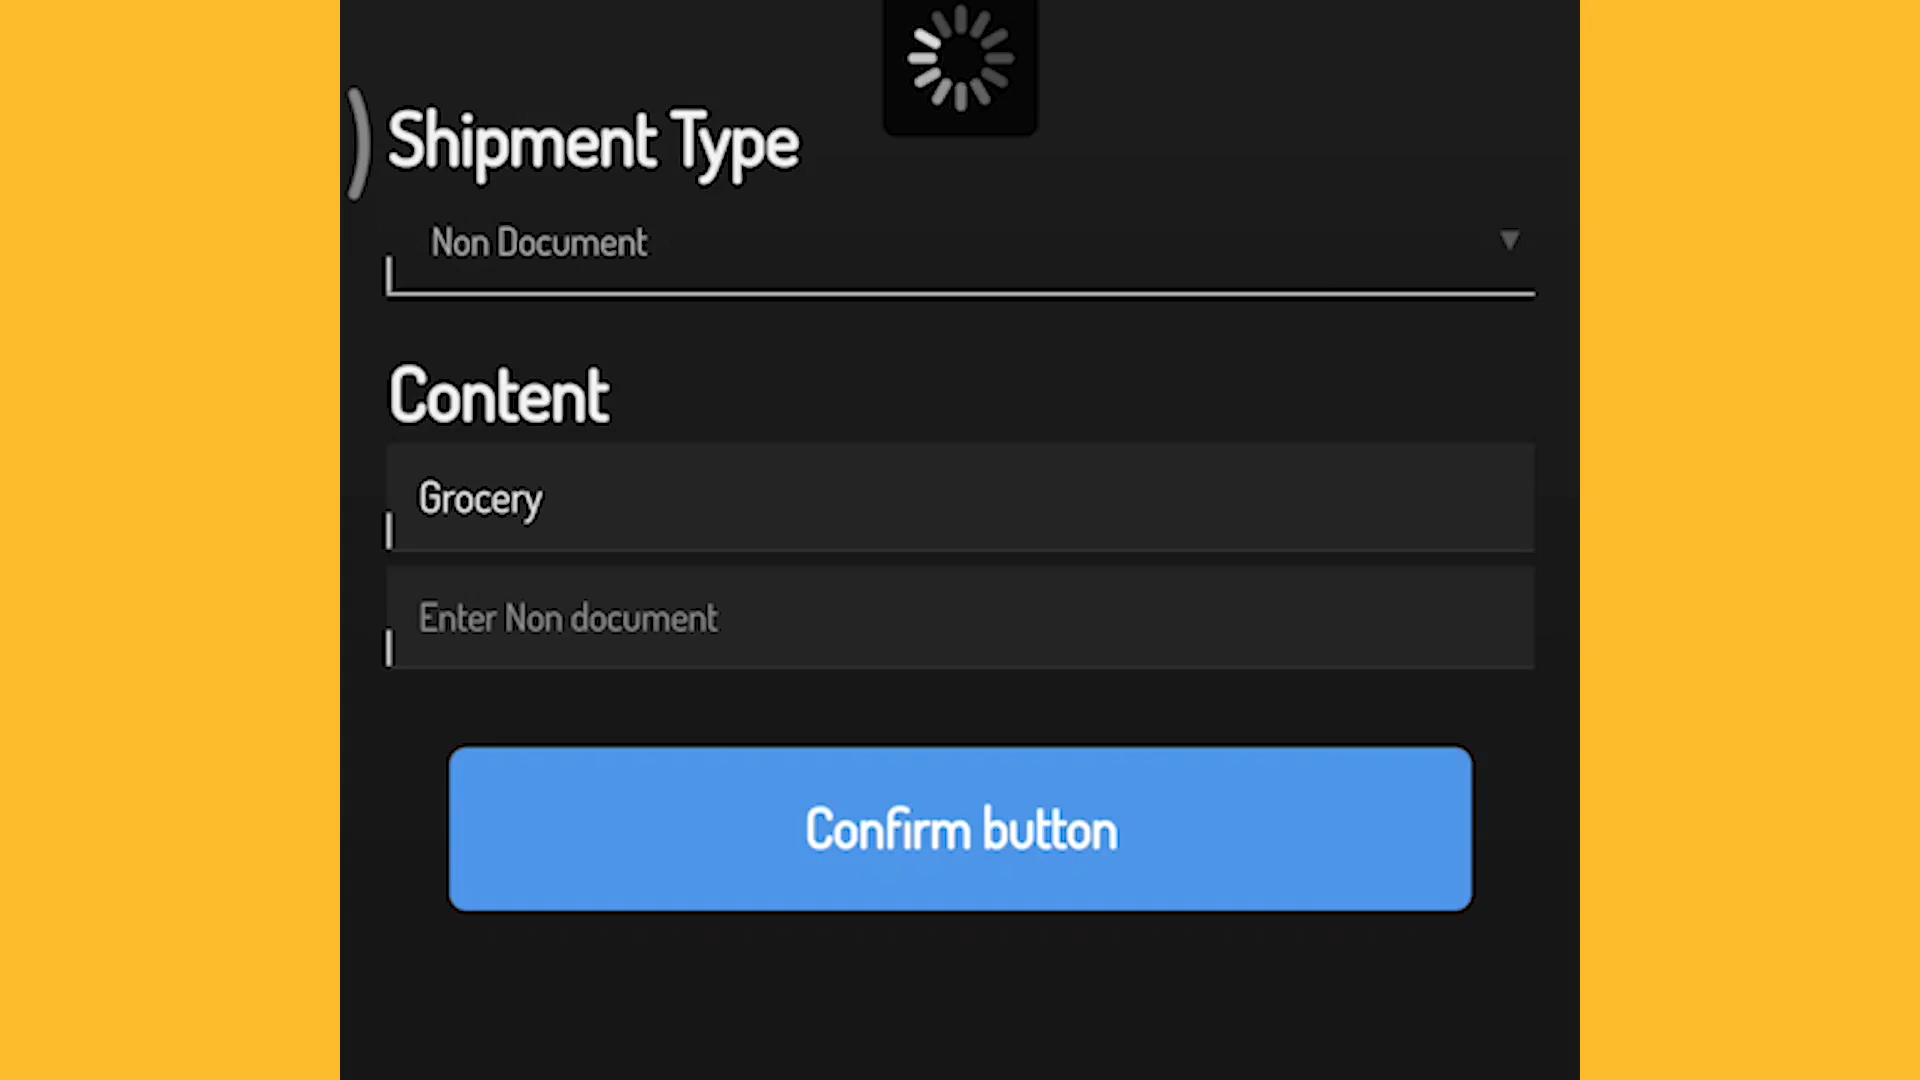 Shipment Type
Non Document
Content
Grocery
Enter Non document
Confirm button